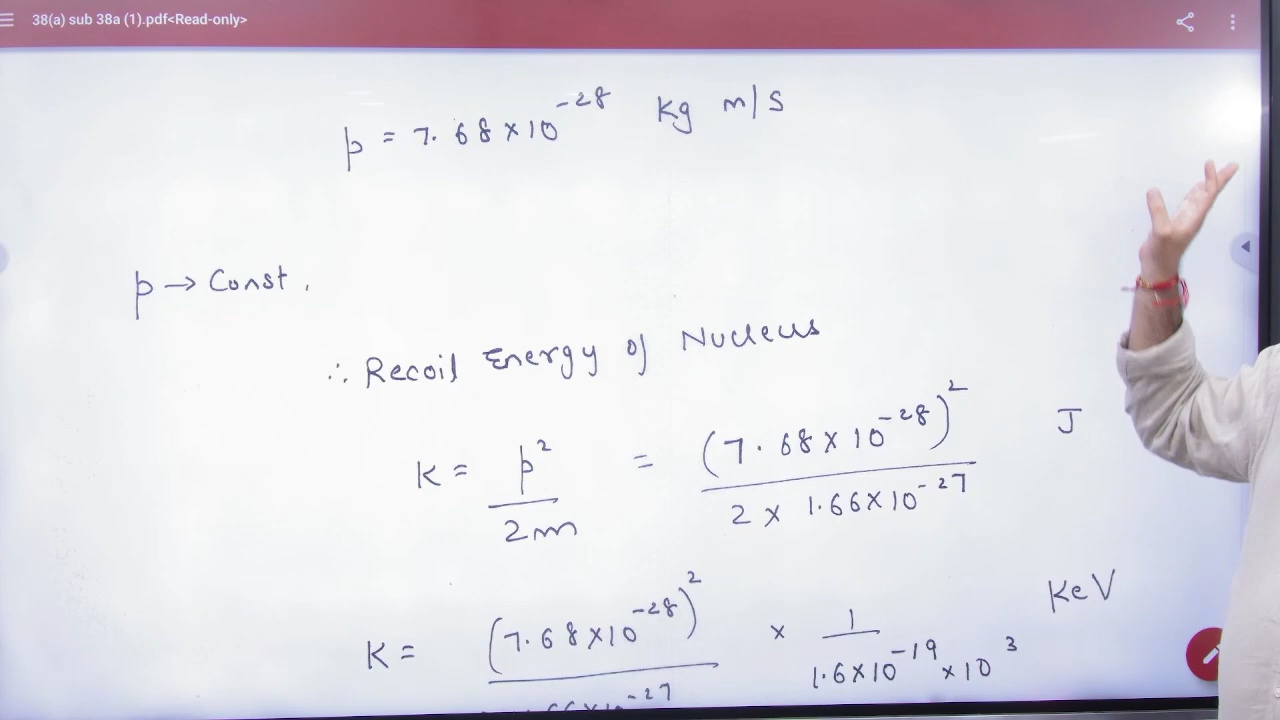 38(a) sub 38a (1).pdf<Read-only>
p = 7.68×10^-28 Kg m/s
p → Const.
∴ Recoil Energy of Nucleus
K = p^2/2m = (7.68×10^-28)^2/2 × 1.66×10^-27 J
K = (7.68×10^-28)^2 × 1/1.6×10^-19 ×10^3 KeV